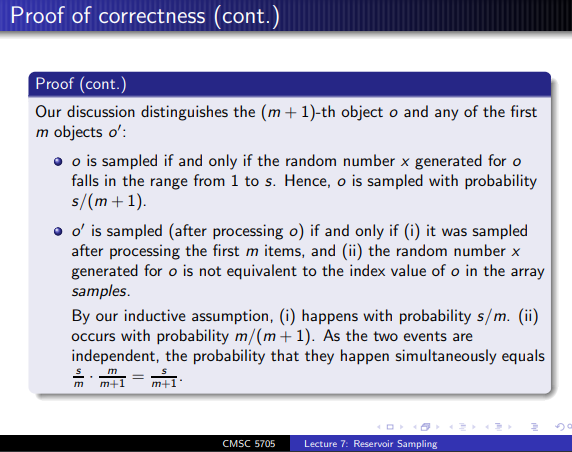 Proof of correctness (cont.)
Proof (cont.)
Our discussion distinguishes the (m + 1)-th object o and any of the first
m objects o′:
o is sampled if and only if the random number x generated for o
falls in the range from 1 to s. Hence, o is sampled with probability
s/(m + 1).
o′ is sampled (after processing o) if and only if (i) it was sampled
after processing the first m items, and (ii) the random number x
generated for o is not equivalent to the index value of o in the array
samples.
By our inductive assumption, (i) happens with probability s/m. (ii)
occurs with probability m/(m + 1). As the two events are
independent, the probability that they happen simultaneously equals
s/m · m/m+1 = s/m+1.
CMSC 5705 Lecture 7: Reservoir Sampling